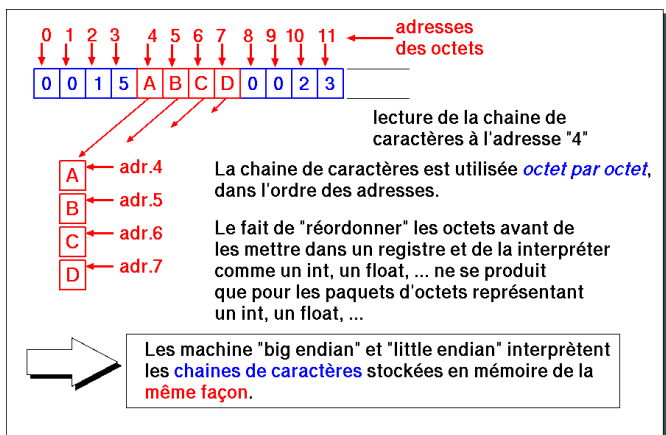 0 1 2 3 4 5 6 7 8 9 10 11 adresses
des octets
0 0 1 5 A B C D 0 0 2 3
lecture de la chaine de
caractères à l'adresse "4"
A adr.4
B adr.5
C adr.6
D adr.7
La chaine de caractères est utilisée octet par octet,
dans l'ordre des adresses.
Le fait de "réordonner" les octets avant de
les mettre dans un registre et de la interpréter
comme un int, un float, ... ne se produit
que pour les paquets d'octets représentant
un int, un float, ...
Les machine "big endian" et "little endian" interprètent
les chaines de caractères stockées en mémoire de la
même façon.